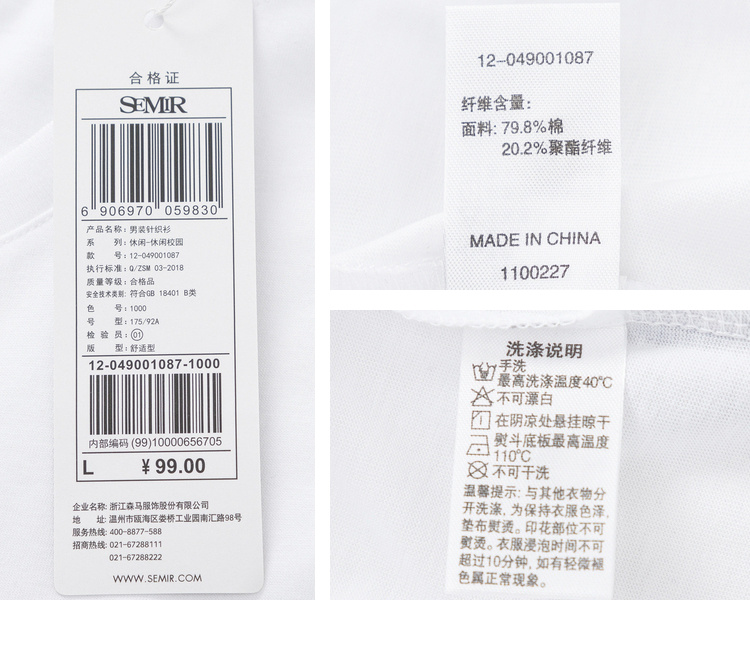 合格证
SEMIR
6 906970 059830
产品名称: 男装针织衫
系 列: 休闲-休闲校园
款 号: 12-049001087
执行标准: Q/ZSM 03-2018
质量等级: 合格品
安全技术类别: 符合GB 18401 B类
色 号: 1000
号 型: 175/92A
检 验 员: 01
版 型: 舒适型
12-049001087-1000
内部编码 (99)10000656705
L ¥99.00
企业名称: 浙江森马服饰股份有限公司
地 址: 温州市瓯海区娄桥工业园南汇路98号
服务热线: 400-8877-588
招商热线: 021-67288111
021-67288222
WWW.SEMIR.COM
12-049001087
纤维含量:
面料: 79.8%棉
20.2%聚酯纤维
MADE IN CHINA
1100227
洗涤说明
手洗
最高洗涤温度40℃
不可漂白
在阴凉处悬挂晾干
熨斗底板最高温度
110℃
不可干洗
温馨提示: 与其他衣物分
开洗涤, 为保持衣服色泽,
垫布熨烫。印花部位不可
熨烫。衣服浸泡时间不可
超过10分钟, 如有轻微褪
色属正常现象。